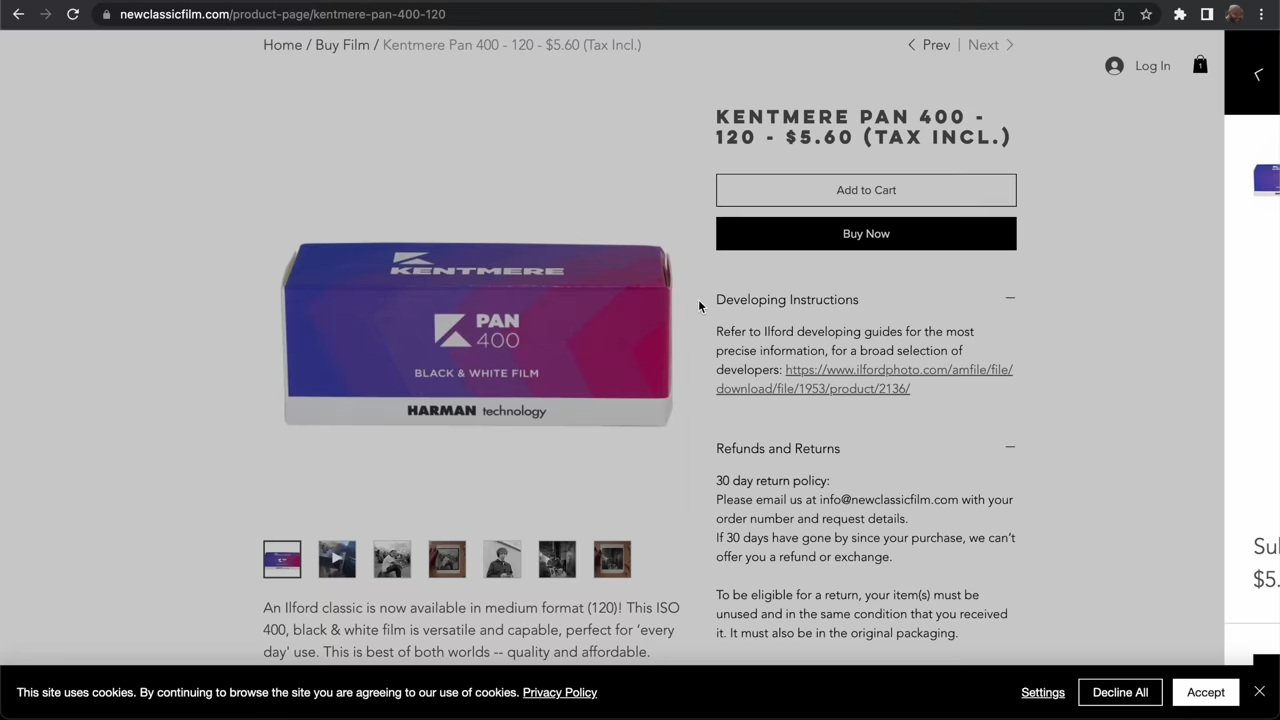 newclassicfilm.com/product-page/kentmere-pan-400-120
Home / Buy Film / Kentmere Pan 400 - 120 - $5.60 (Tax Incl.)
Prev | Next
Log In
1
KENTMERE PAN 400 -
120 - $5.60 (TAX INCL.)
Add to Cart
Buy Now
KENTMERE
PAN
400
BLACK & WHITE FILM
HARMAN technology
Developing Instructions
Refer to Ilford developing guides for the most
precise information, for a broad selection of
developers: https://www.ilfordphoto.com/amfile/file/
download/file/1953/product/2136/
Refunds and Returns
30 day return policy:
Please email us at info@newclassicfilm.com with your
order number and request details.
If 30 days have gone by since your purchase, we can't
offer you a refund or exchange.
To be eligible for a return, your item(s) must be
unused and in the same condition that you received
it. It must also be in the original packaging.
An Ilford classic is now available in medium format (120)! This ISO
400, black & white film is versatile and capable, perfect for ‘every
day' use. This is best of both worlds -- quality and affordable.
Su
$5.
This site uses cookies. By continuing to browse the site you are agreeing to our use of cookies. Privacy Policy
Settings
Decline All
Accept